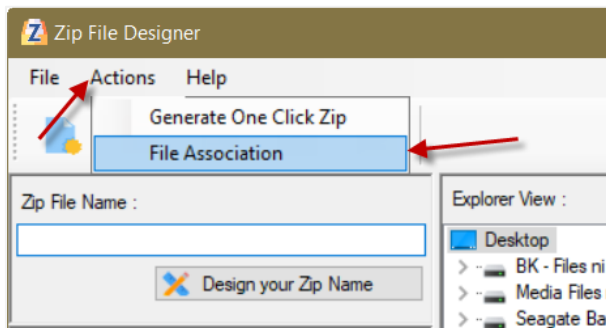 Zip File Designer
File Actions Help
Generate One Click Zip
File Association
Zip File Name :
Explorer View :
Design your Zip Name
Desktop
BK - Files ni
Media Files
Seagate Ba